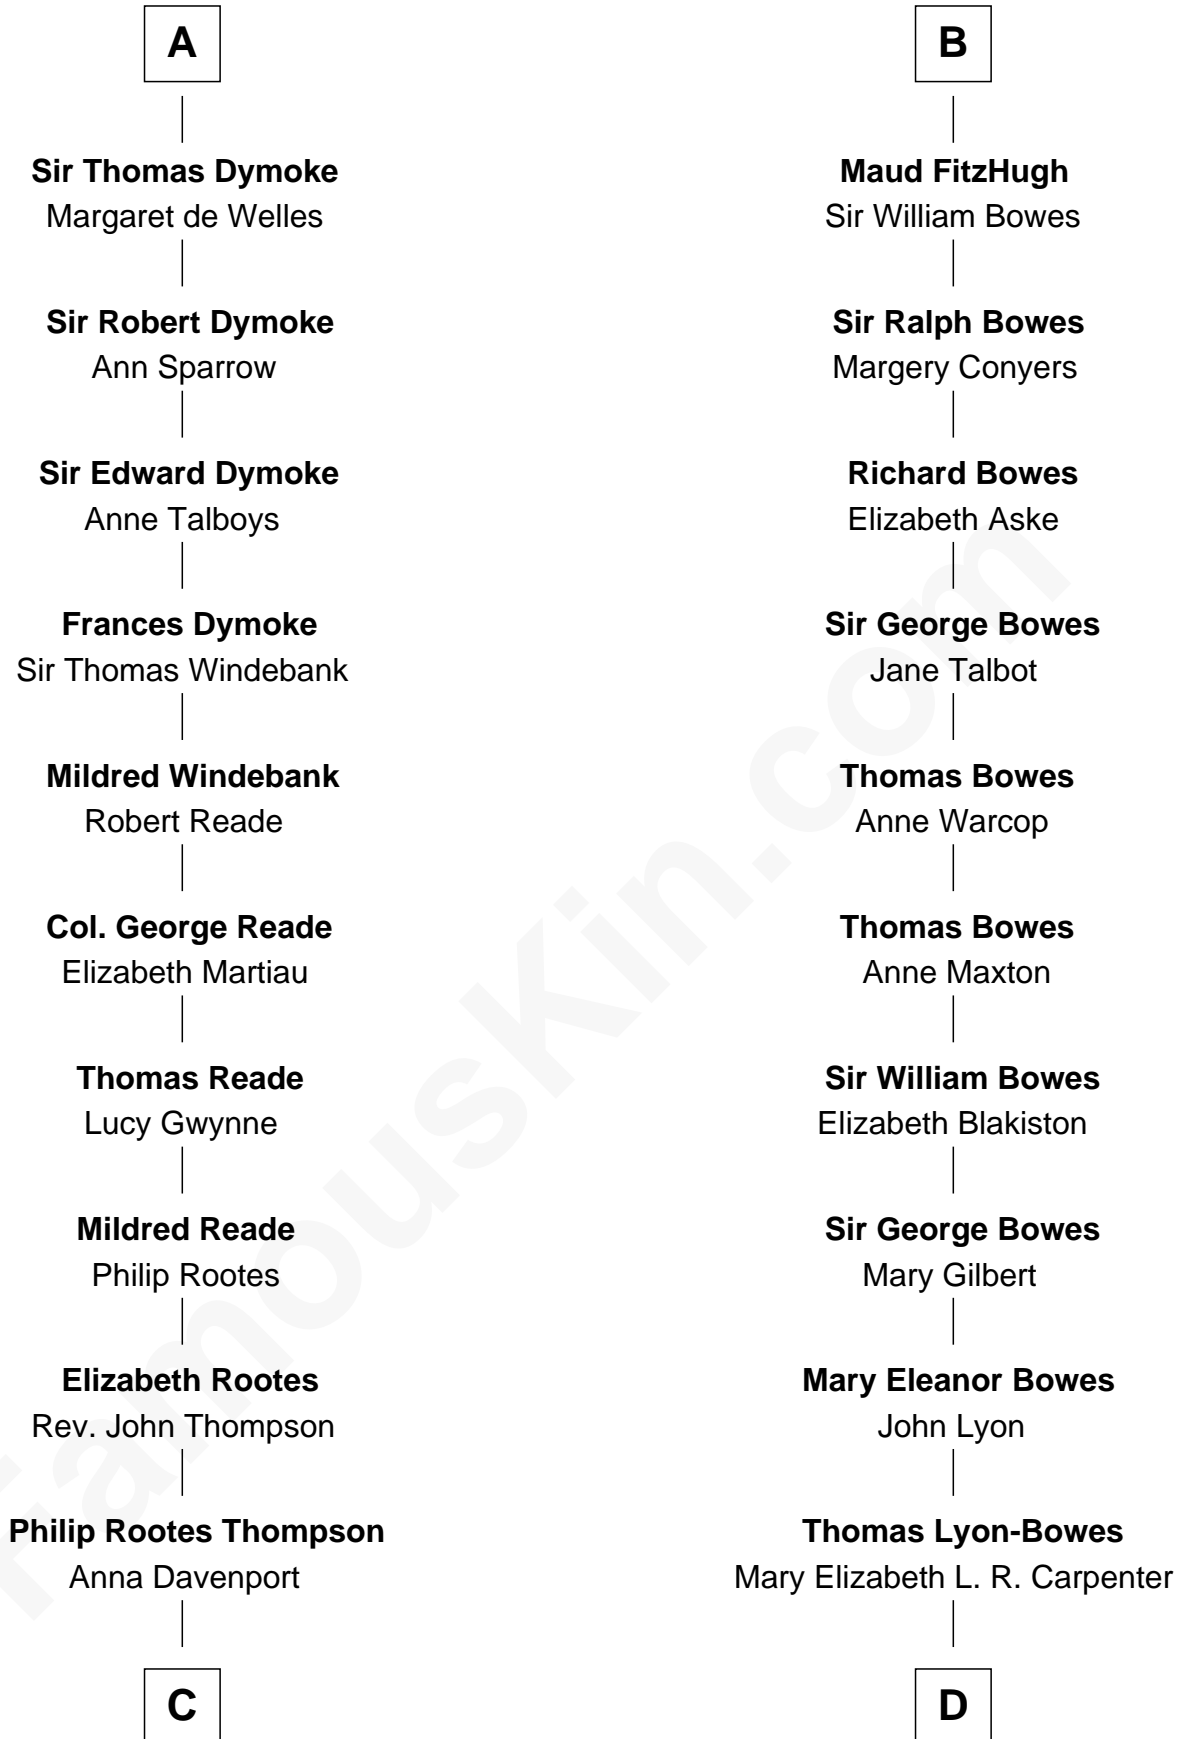 A
Sir Thomas Dymoke
Margaret de Welles
Sir Robert Dymoke
Ann Sparrow
Sir Edward Dymoke
Anne Talboys
Frances Dymoke
Sir Thomas Windebank
Mildred Windebank
Robert Reade
Col. George Reade
Elizabeth Martiau
Thomas Reade
Lucy Gwynne
Mildred Reade
Philip Rootes
Elizabeth Rootes
Rev. John Thompson
Philip Rootes Thompson
Anna Davenport
C
B
Maud FitzHugh
Sir William Bowes
Sir Ralph Bowes
Margery Conyers
Richard Bowes
Elizabeth Aske
Sir George Bowes
Jane Talbot
Thomas Bowes
Anne Warcop
Thomas Bowes
Anne Maxton
Sir William Bowes
Elizabeth Blakiston
Sir George Bowes
Mary Gilbert
Mary Eleanor Bowes
John Lyon
Thomas Lyon-Bowes
Mary Elizabeth L. R. Carpenter
D
FamousKin.com